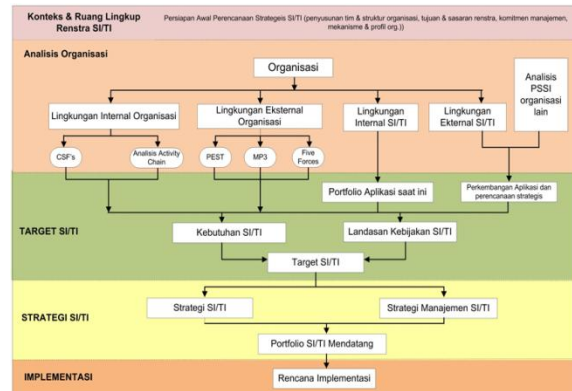 Konteks & Ruang Lingkup
Renstra SI/TI
Persiapan Awal Perencanaan Strategeis SI/TI (penyusunan tim & struktur organisasi, tujuan & sasaran renstra, komitmen manajemen,
mekanisme & profil org.))
Analisis Organisasi
Organisasi
Analisis
PSSI
organisasi
lain
Lingkungan Internal Organisasi
Lingkungan Eksternal
Organisasi
Lingkungan
Internal SI/TI
Lingkungan
Ekternal SI/TI
CSF's
Analisis Activity
Chain
PEST
MP3
Five
Forces
Portfolio Aplikasi saat ini
Perkembangan Aplikasi dan
perencanaan strategis
TARGET SI/TI
Kebutuhan SI/TI
Landasan Kebijakan SI/TI
Target SI/TI
STRATEGI SI/TI
Strategi SI/TI
Strategi Manajemen SI/TI
Portfolio SI/TI Mendatang
IMPLEMENTASI
Rencana Implementasi